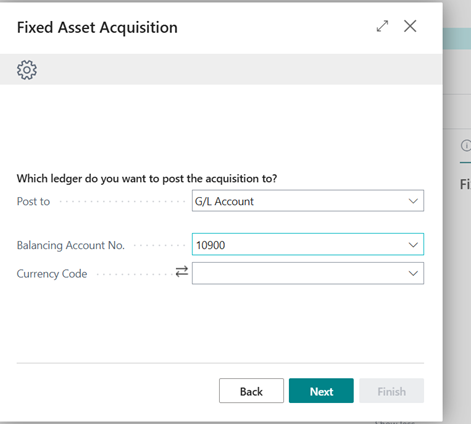 Fixed Asset Acquisition
Which ledger do you want to post the acquisition to?
Post to G/L Account
Balancing Account No. 10900
Currency Code
Fi
Back Next Finish